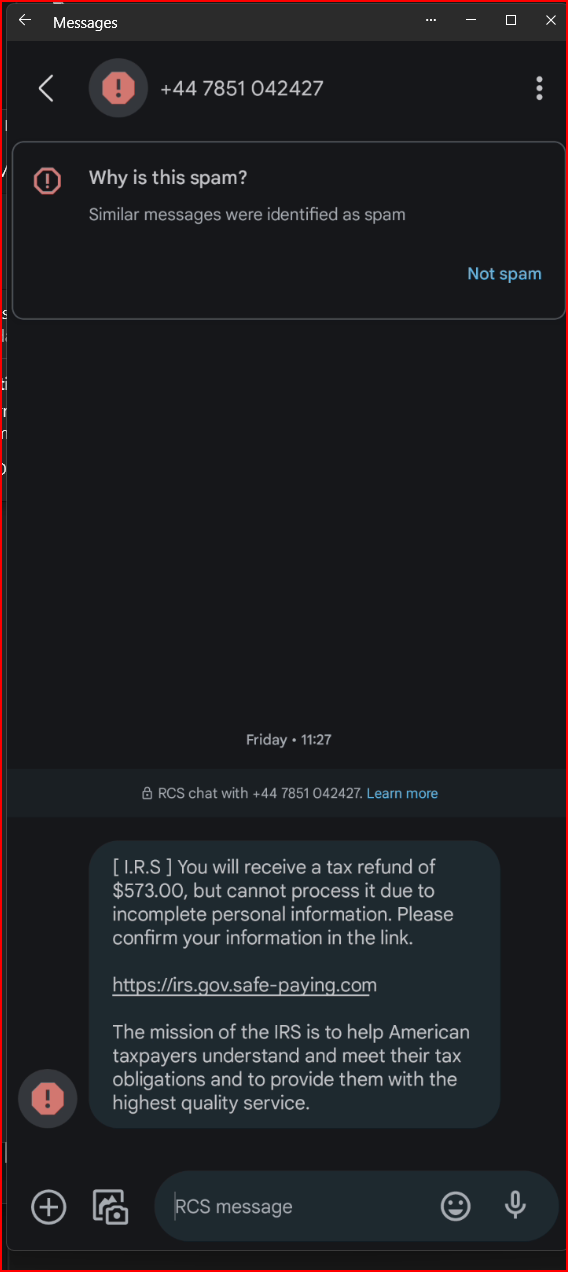 Messages
+44 7851 042427
Why is this spam?
Similar messages were identified as spam
Not spam
Friday • 11:27
RCS chat with +44 7851 042427. Learn more
[ I.R.S ] You will receive a tax refund of
$573.00, but cannot process it due to
incomplete personal information. Please
confirm your information in the link.
https://irs.gov.safe-paying.com
The mission of the IRS is to help American
taxpayers understand and meet their tax
obligations and to provide them with the
highest quality service.
RCS message